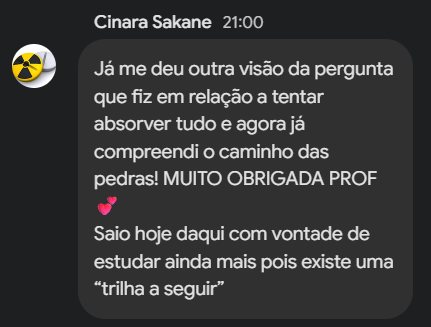 Cinara Sakane 21:00
Já me deu outra visão da pergunta
que fiz em relação a tentar
absorver tudo e agora já
compreendi o caminho das
pedras! MUITO OBRIGADA PROF
💕
Saio hoje daqui com vontade de
estudar ainda mais pois existe uma
“trilha a seguir”